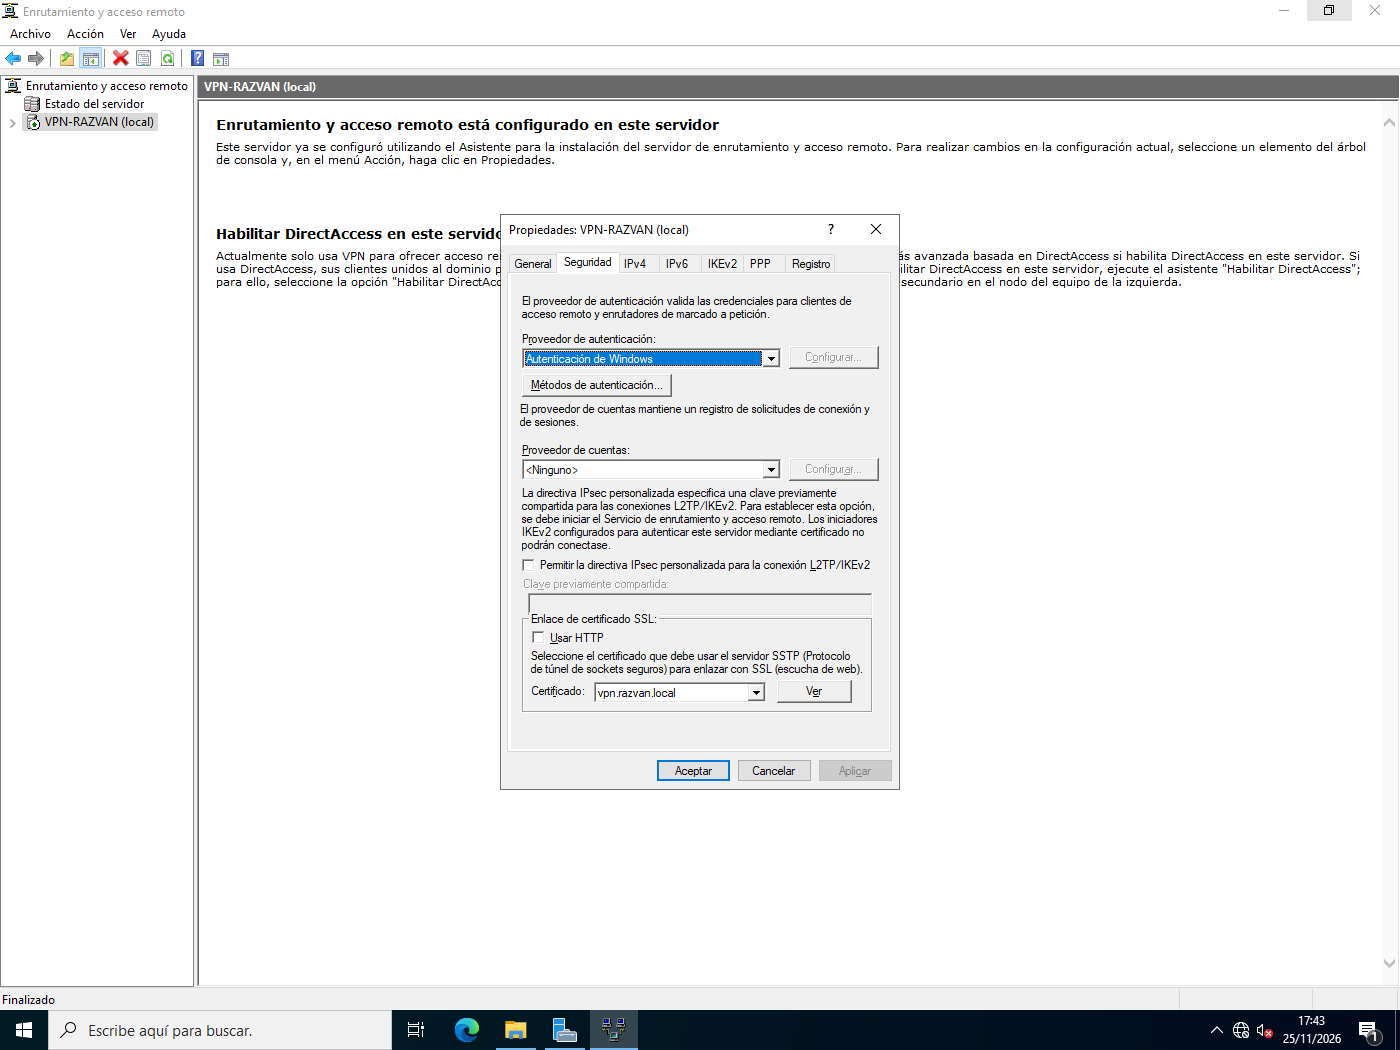 Enrutamiento y acceso remoto
Archivo Acción Ver Ayuda
Enrutamiento y acceso remoto
Estado del servidor
VPN-RAZVAN (local)
VPN-RAZVAN (local)
Enrutamiento y acceso remoto está configurado en este servidor
Este servidor ya se configuró utilizando el Asistente para la instalación del servidor de enrutamiento y acceso remoto. Para realizar cambios en la configuración actual, seleccione un elemento del árbol
de consola y, en el menú Acción, haga clic en Propiedades.
Habilitar DirectAccess en este servido
Actualmente solo usa VPN para ofrecer acceso re
ás avanzada basada en DirectAccess si habilita DirectAccess en este servidor. Si
usa DirectAccess, sus clientes unidos al dominio p
ilitar DirectAccess en este servidor, ejecute el asistente "Habilitar DirectAccess";
para ello, seleccione la opción "Habilitar DirectAcc
secundario en el nodo del equipo de la izquierda.
Propiedades: VPN-RAZVAN (local)
?
General Seguridad IPv4 IPv6 IKEv2 PPP Registro
El proveedor de autenticación valida las credenciales para clientes de
acceso remoto y enrutadores de marcado a petición.
Proveedor de autenticación:
Autenticación de Windows
Configurar...
Métodos de autenticación...
El proveedor de cuentas mantiene un registro de solicitudes de conexión y
de sesiones.
Proveedor de cuentas:
<Ninguno>
Configurar...
La directiva IPsec personalizada especifica una clave previamente
compartida para las conexiones L2TP/IKEv2. Para establecer esta opción,
se debe iniciar el Servicio de enrutamiento y acceso remoto. Los iniciadores
IKEv2 configurados para autenticar este servidor mediante certificado no
podrán conectase.
Permitir la directiva IPsec personalizada para la conexión L2TP/IKEv2
Clave previamente compartida:
Enlace de certificado SSL:
Usar HTTP
Seleccione el certificado que debe usar el servidor SSTP (Protocolo
de túnel de sockets seguros) para enlazar con SSL (escucha de web).
Certificado: vpn.razvan.local Ver
Aceptar Cancelar Aplicar
Finalizado
Escribe aquí para buscar.
17:43
25/11/2026
1